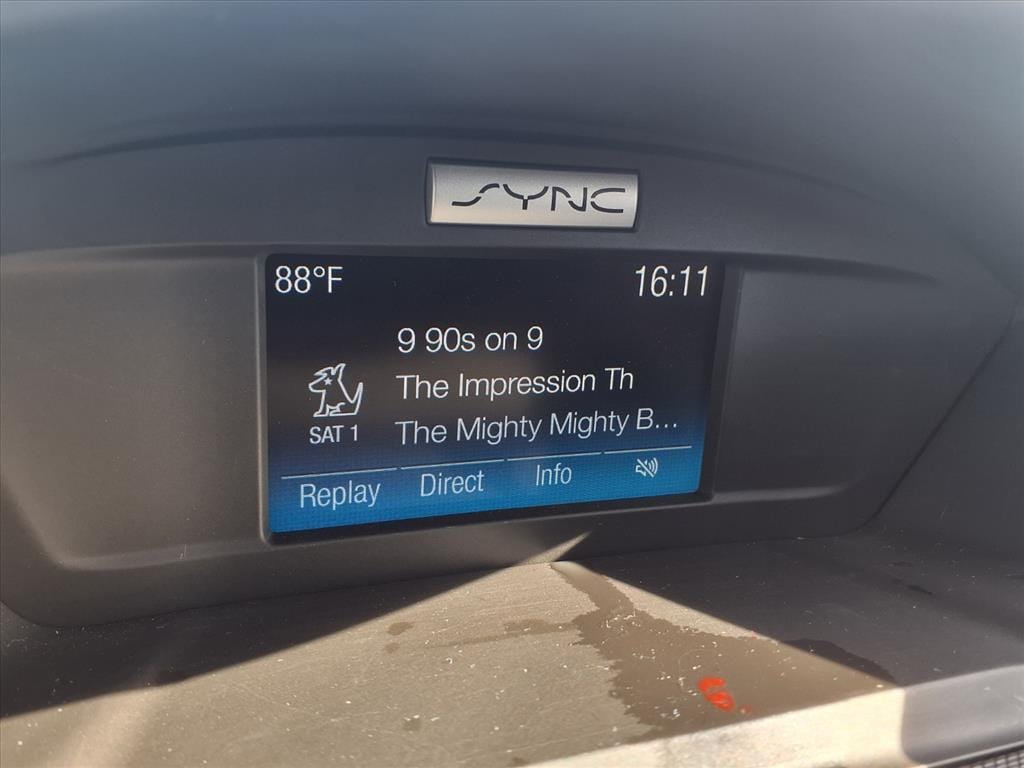 SYNC
88°F 16:11
9 90s on 9
The Impression Th
SAT 1 The Mighty Mighty B...
Replay Direct Info